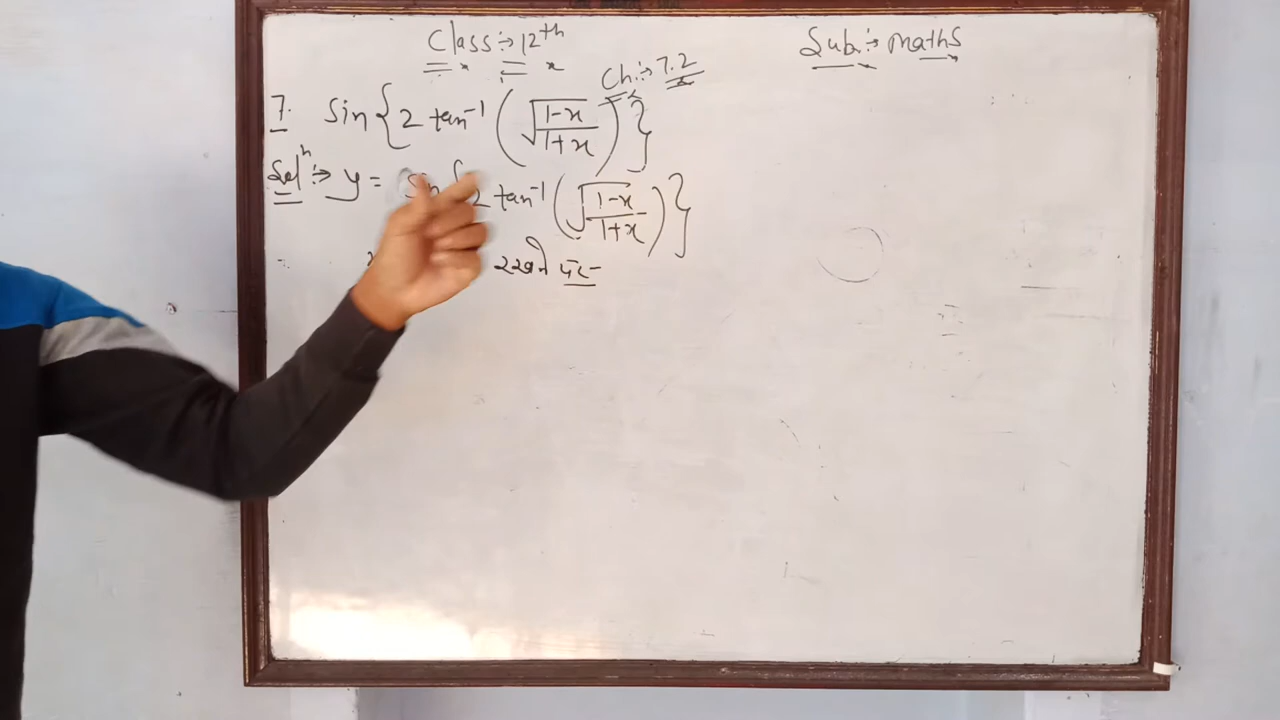 Class :→ 12th
Sub. :→ maths
Ch :→ 7.2
7. Sin{2 tan⁻¹(√(1-x)/(1+x))}
Solⁿ :→ y = Sin{2 tan⁻¹(√(1-x)/(1+x))}
रखने पर-